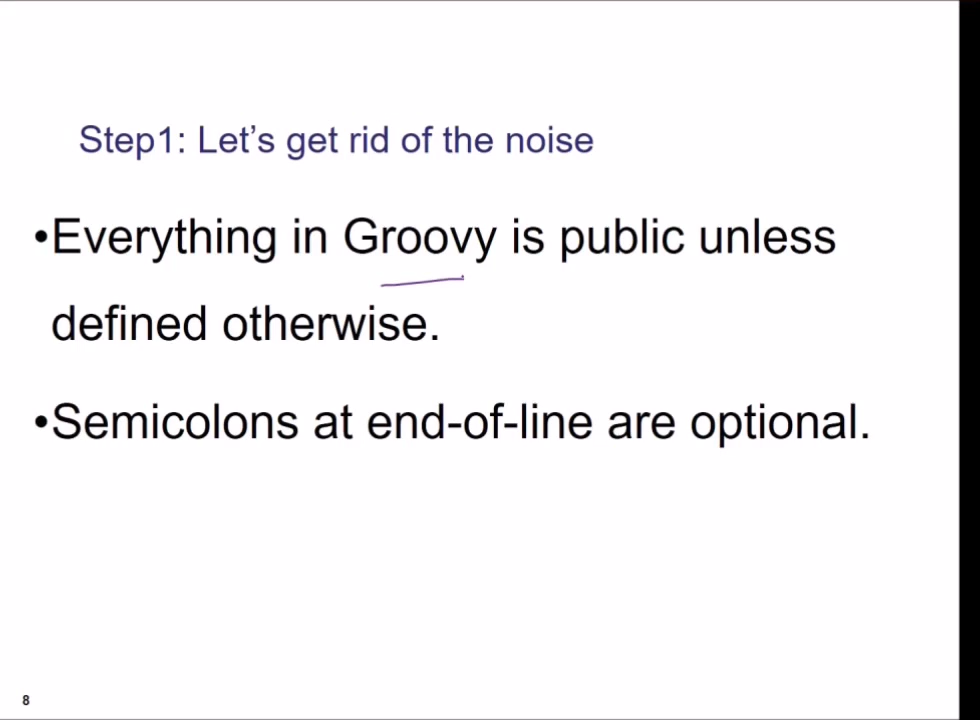 Step1: Let's get rid of the noise
•Everything in Groovy is public unless
defined otherwise.
•Semicolons at end-of-line are optional.
8